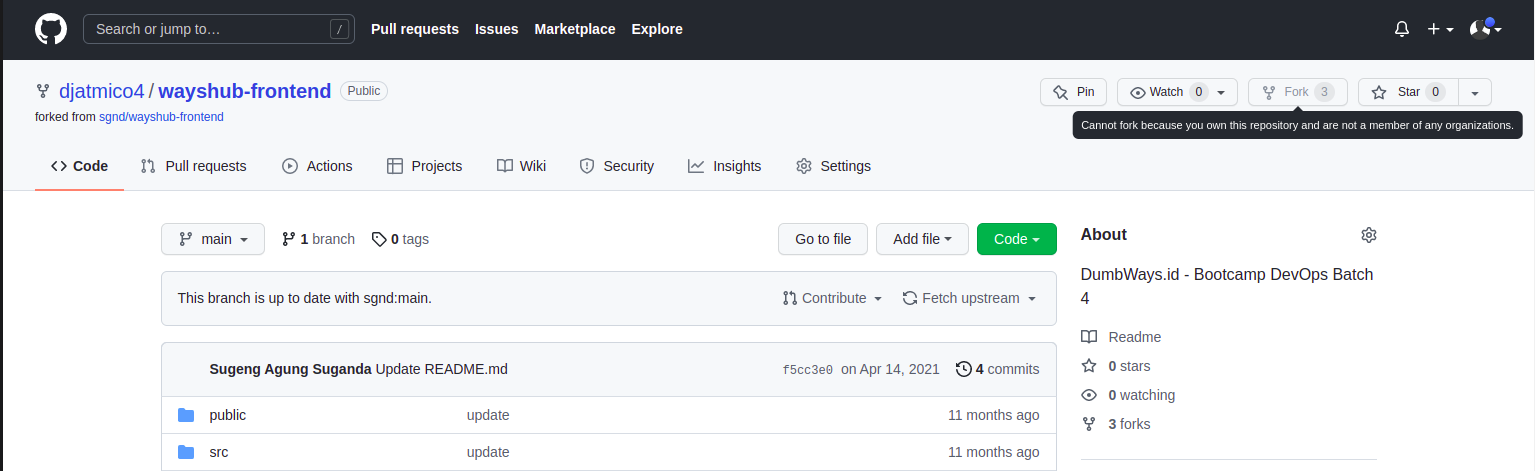 Search or jump to… / Pull requests Issues Marketplace Explore
djatmico4 / wayshub-frontend Public Pin Watch 0 Fork 3 Star 0
forked from sgnd/wayshub-frontend
Cannot fork because you own this repository and are not a member of any organizations.
Code Pull requests Actions Projects Wiki Security Insights Settings
main 1 branch 0 tags Go to file Add file Code
About
DumbWays.id - Bootcamp DevOps Batch
4
This branch is up to date with sgnd:main. Contribute Fetch upstream
Readme
0 stars
0 watching
3 forks
Sugeng Agung Suganda Update README.md f5cc3e0 on Apr 14, 2021 4 commits
public update 11 months ago
src update 11 months ago